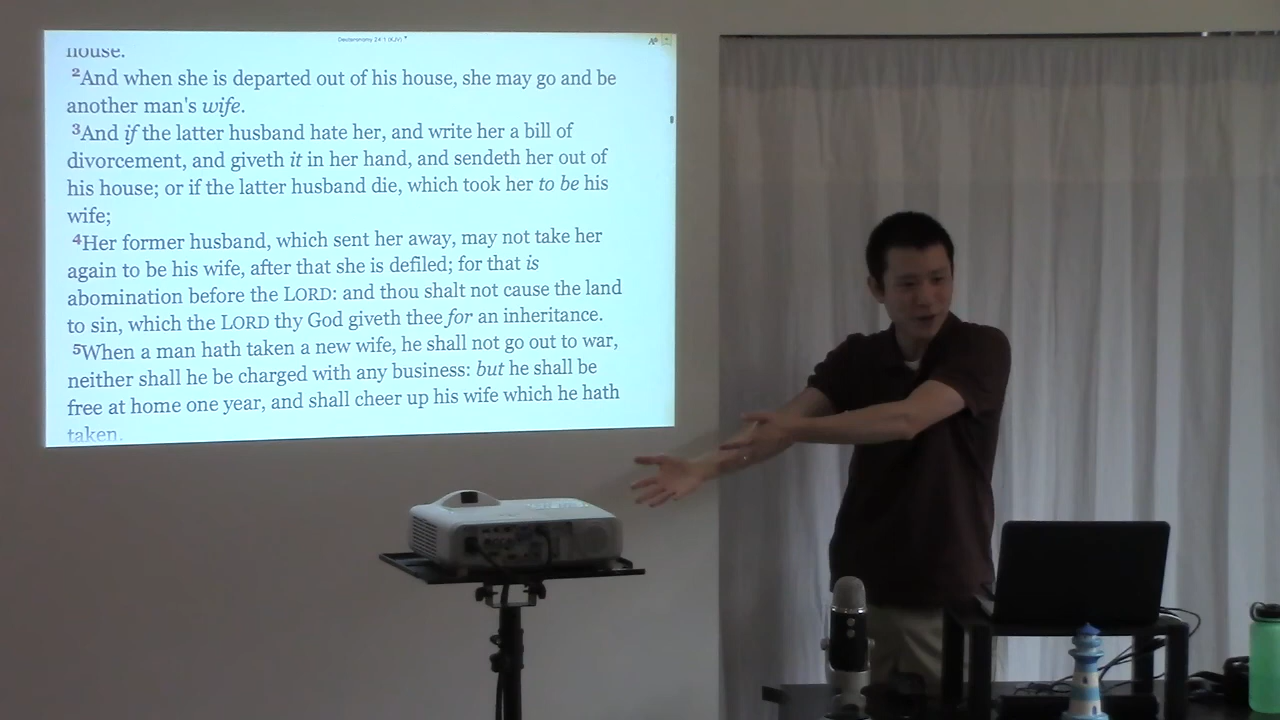 Deuteronomy 24:1 (KJV)
house.
2And when she is departed out of his house, she may go and be
another man's wife.
3And if the latter husband hate her, and write her a bill of
divorcement, and giveth it in her hand, and sendeth her out of
his house; or if the latter husband die, which took her to be his
wife;
4Her former husband, which sent her away, may not take her
again to be his wife, after that she is defiled; for that is
abomination before the LORD: and thou shalt not cause the land
to sin, which the LORD thy God giveth thee for an inheritance.
5When a man hath taken a new wife, he shall not go out to war,
neither shall he be charged with any business: but he shall be
free at home one year, and shall cheer up his wife which he hath
taken.